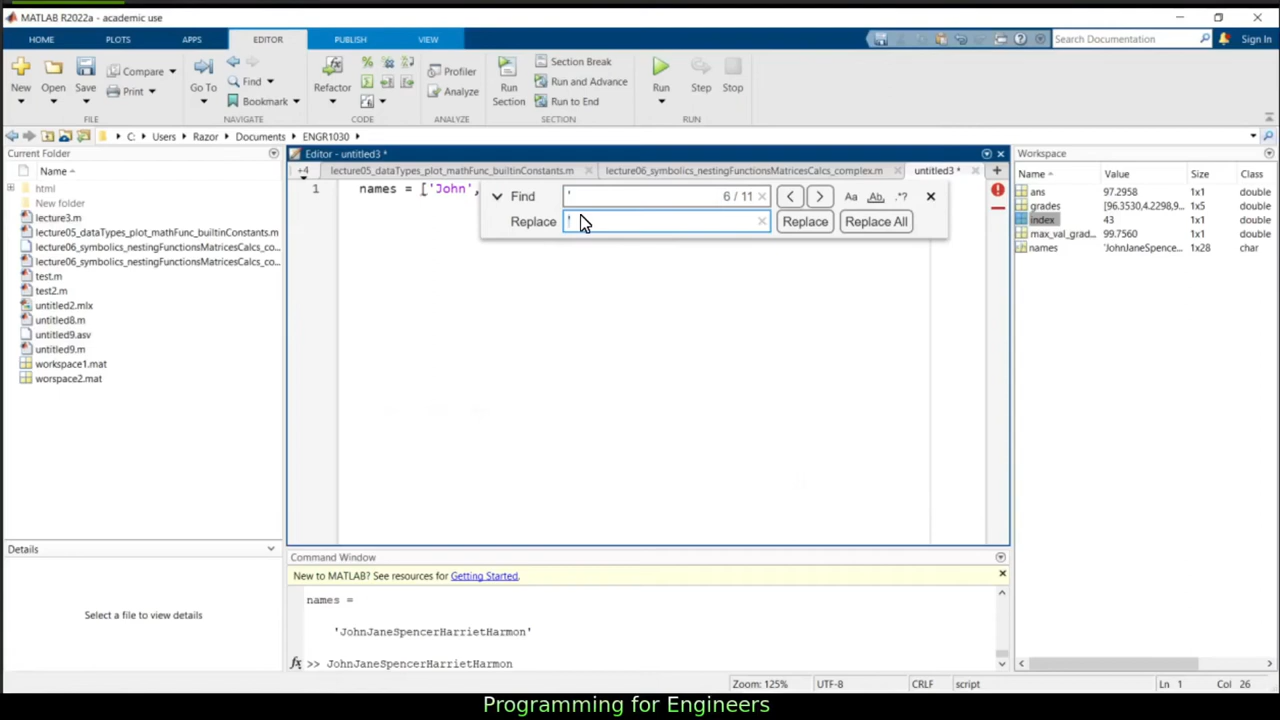 MATLAB R2022a - academic use
HOME PLOTS APPS EDITOR PUBLISH VIEW Search Documentation Sign In
New Open Save Compare Print Go To Find Bookmark Refactor Profiler Analyze Run Section Section Break Run and Advance Run to End Run Step Stop
FILE NAVIGATE CODE ANALYZE SECTION RUN
C: Users Razor Documents ENGR1030
Current Folder
Name
html
New folder
lecture3.m
lecture05_dataTypes_plot_mathFunc_builtinConstants.m
lecture06_symbolics_nestingFunctionsMatricesCalcs_co...
lecture06_symbolics_nestingFunctionsMatricesCalcs_co...
test.m
test2.m
untitled2.mlx
untitled8.m
untitled9.asv
untitled9.m
workspace1.mat
worspace2.mat
Details
Select a file to view details
Editor - untitled3 *
+4 lecture05_dataTypes_plot_mathFunc_builtinConstants.m lecture06_symbolics_nestingFunctionsMatricesCalcs_complex.m untitled3 *
1 names = ['John',
Find ' 6 / 11 Aa Ab. .*?
Replace ' Replace Replace All
Command Window
New to MATLAB? See resources for Getting Started.
names =
'JohnJaneSpencerHarrietHarmon'
fx >> JohnJaneSpencerHarrietHarmon
Workspace
Name Value Size Class
ans 97.2958 1x1 double
grades [96.3530,4.2298,9... 1x5 double
index 43 1x1 double
max_val_grad... 99.7560 1x1 double
names 'JohnJaneSpence... 1x28 char
Zoom: 125% UTF-8 CRLF script Ln 1 Col 26
Programming for Engineers